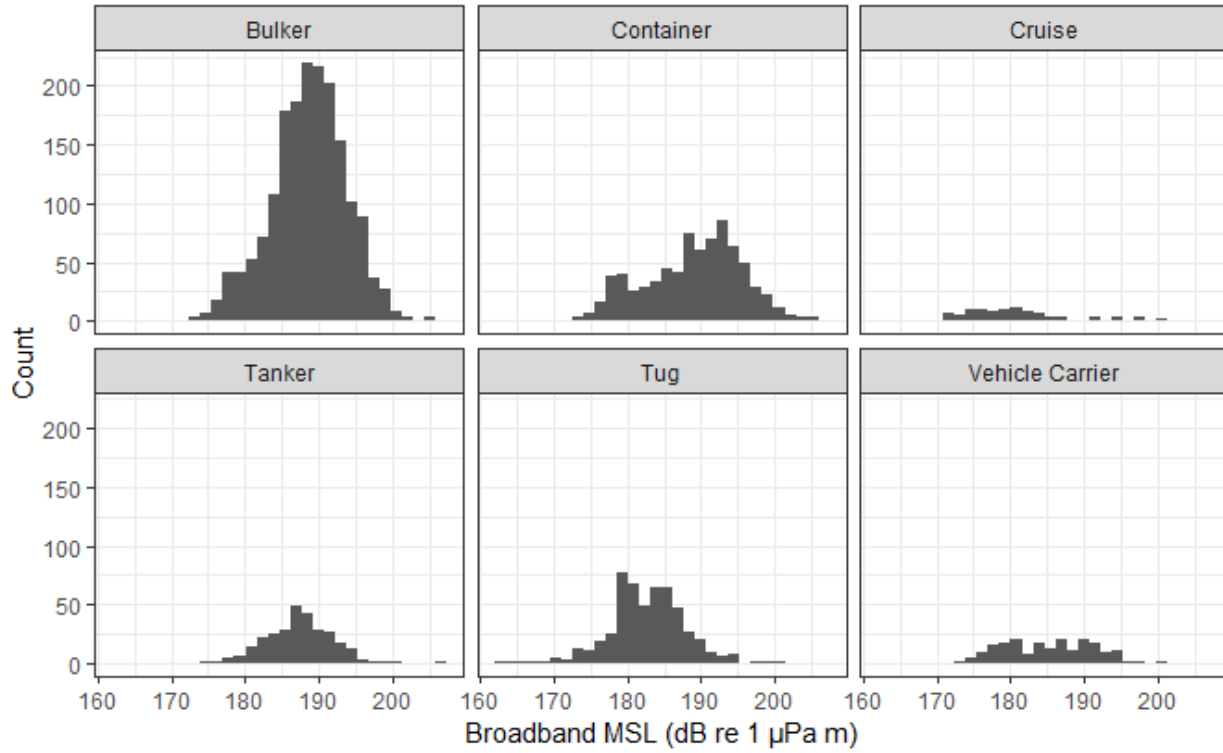 Bulker Container Cruise
200
150
100
50
0
Count
Tanker Tug Vehicle Carrier
200
150
100
50
0
160 170 180 190 200 160 170 180 190 200 160 170 180 190 200
Broadband MSL (dB re 1 µPa m)